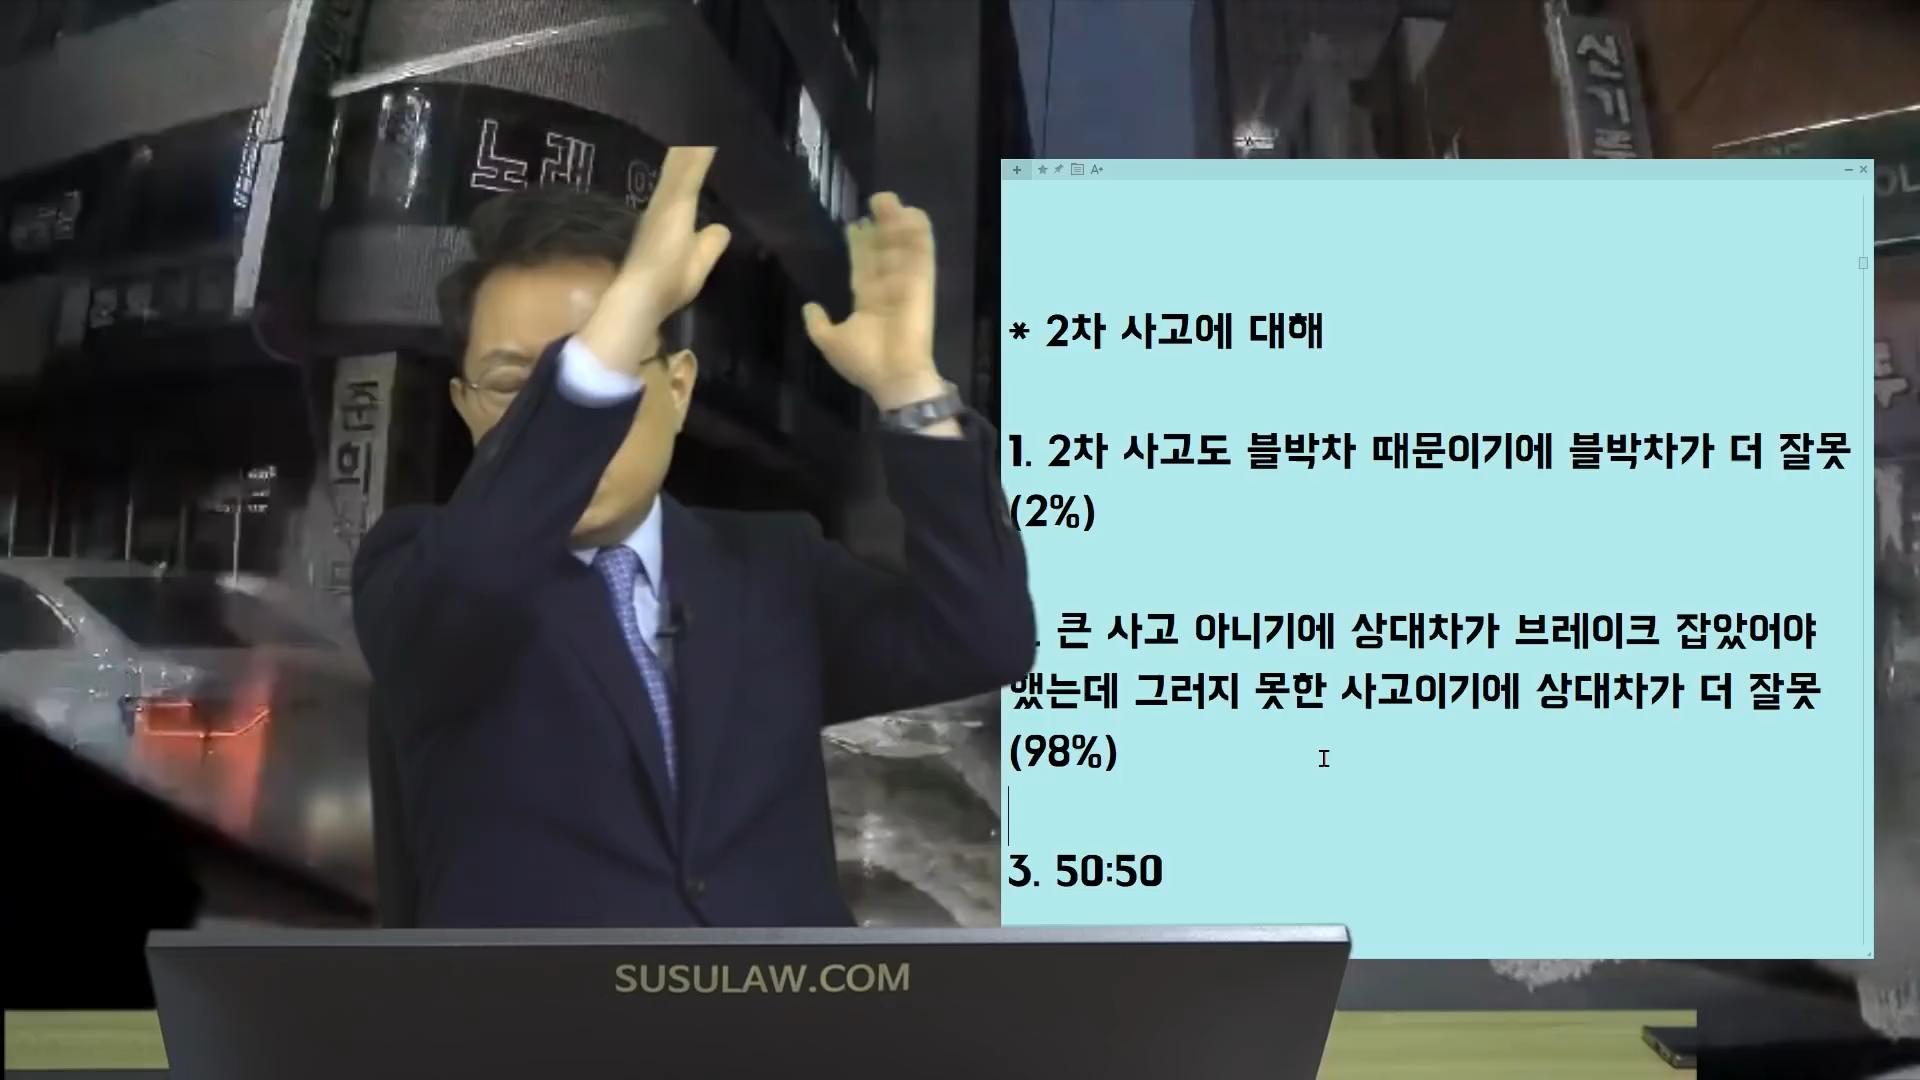 노래
* 2차 사고에 대해
1. 2차 사고도 블박차 때문이기에 블박차가 더 잘못
(2%)
. 큰 사고 아니기에 상대차가 브레이크 잡았어야
했는데 그러지 못한 사고이기에 상대차가 더 잘못
(98%)
3. 50:50
SUSULAW.COM